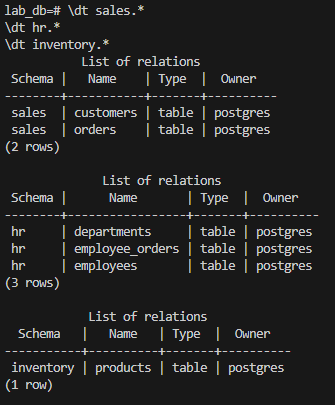 lab_db=# \dt sales.*
\dt hr.*
\dt inventory.*
          List of relations
 Schema |   Name    | Type  |  Owner
--------+-----------+-------+----------
 sales  | customers | table | postgres
 sales  | orders    | table | postgres
(2 rows)

             List of relations
 Schema |      Name       | Type  |  Owner
--------+-----------------+-------+----------
 hr     | departments     | table | postgres
 hr     | employee_orders | table | postgres
 hr     | employees       | table | postgres
(3 rows)

           List of relations
  Schema   |   Name   | Type  |  Owner
-----------+----------+-------+----------
 inventory | products | table | postgres
(1 row)